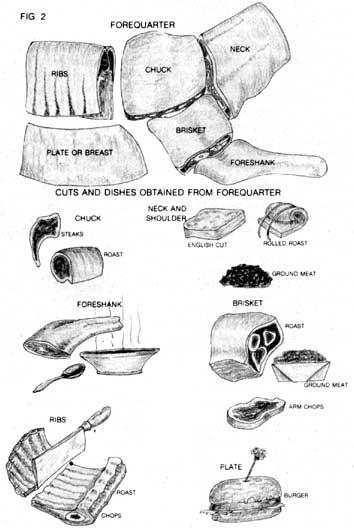 FIG. 2
FOREQUARTER
NECK
CHUCK
RIBS
BRISKET
PLATE OR BREAST
FORESHANK
CUTS AND DISHES OBTAINED FROM FOREQUARTER
CHUCK
STEAKS
ROAST
NECK AND
SHOULDER
ENGLISH CUT
ROLLED ROAST
GROUND MEAT
FORESHANK
BRISKET
ROAST
GROUND MEAT
ARM CHOPS
RIBS
ROAST
CHOPS
PLATE
BURGER